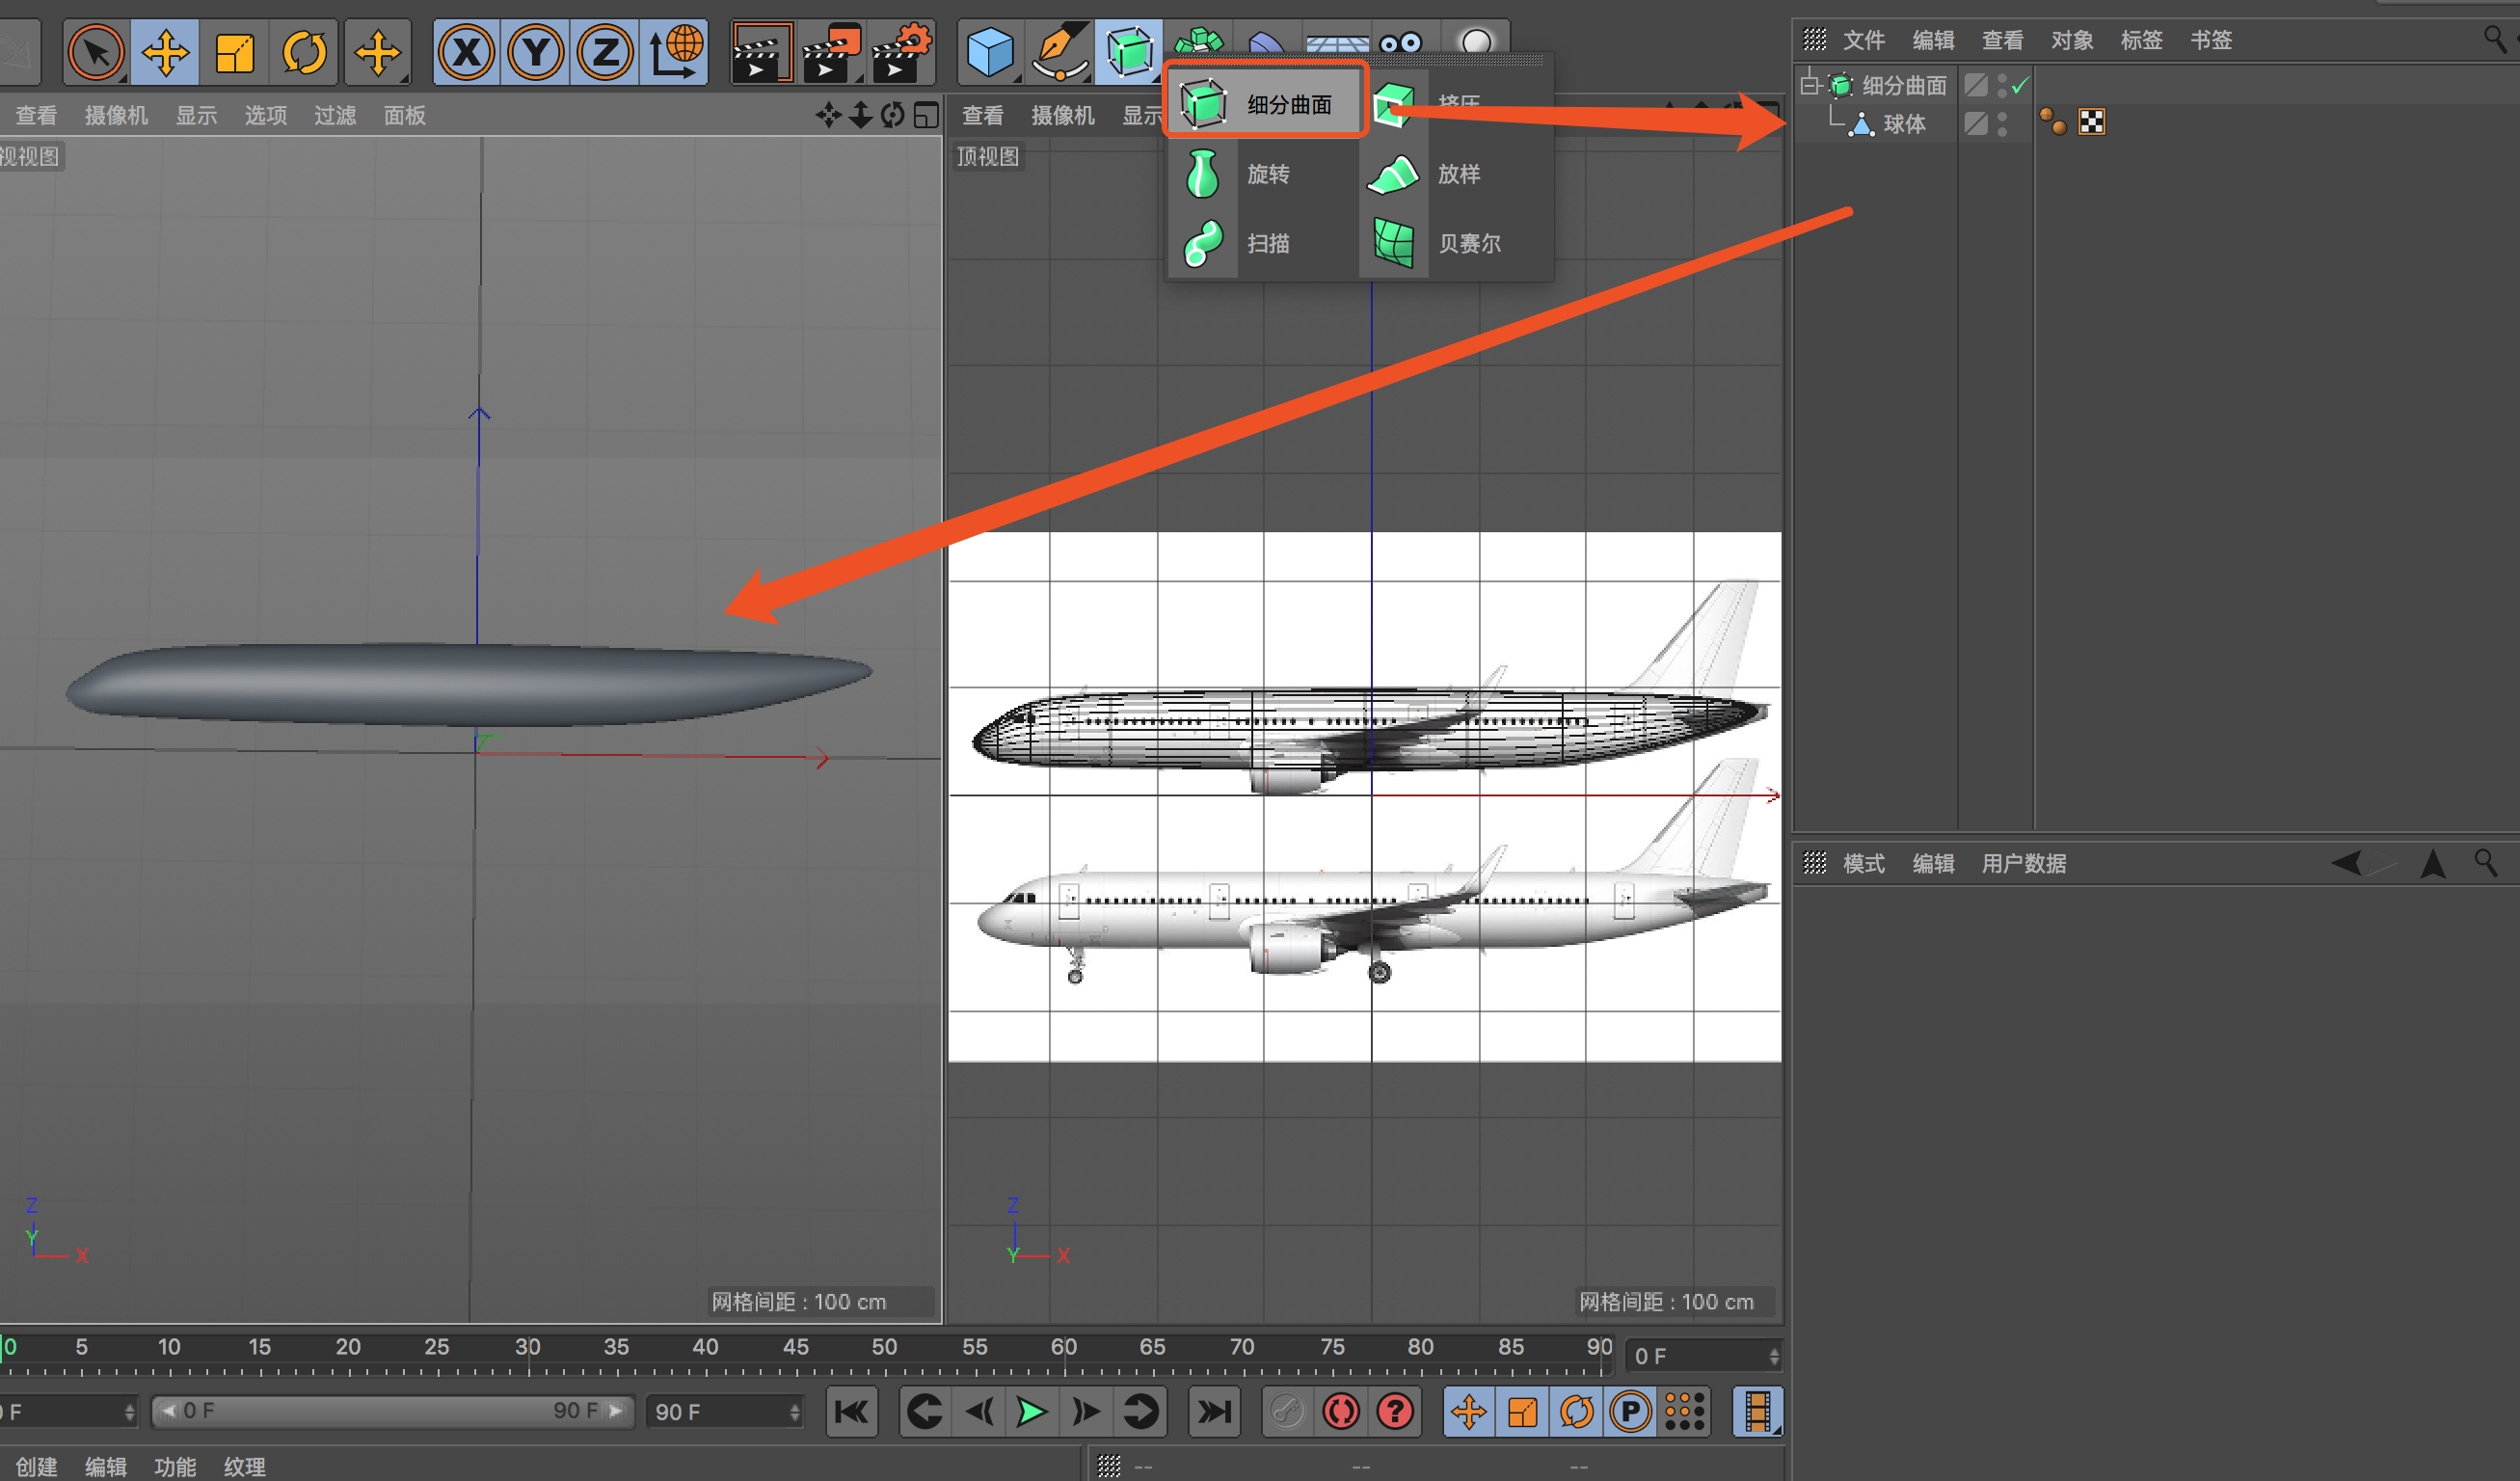 X Y Z
文件 编辑 查看 对象 标签 书签
查看 摄像机 显示 选项 过滤 面板
查看 摄像机 显示
细分曲面 挤压
旋转 放样
扫描 贝赛尔
细分曲面
球体
视视图
顶视图
模式 编辑 用户数据
Z
Y
X
Z
Y
X
网格间距 : 100 cm
网格间距 : 100 cm
0 5 10 15 20 25 30 35 40 45 50 55 60 65 70 75 80 85 90
0 F
0 F
0 F 90 F
90 F
?
P
创建 编辑 功能 纹理
-- -- --